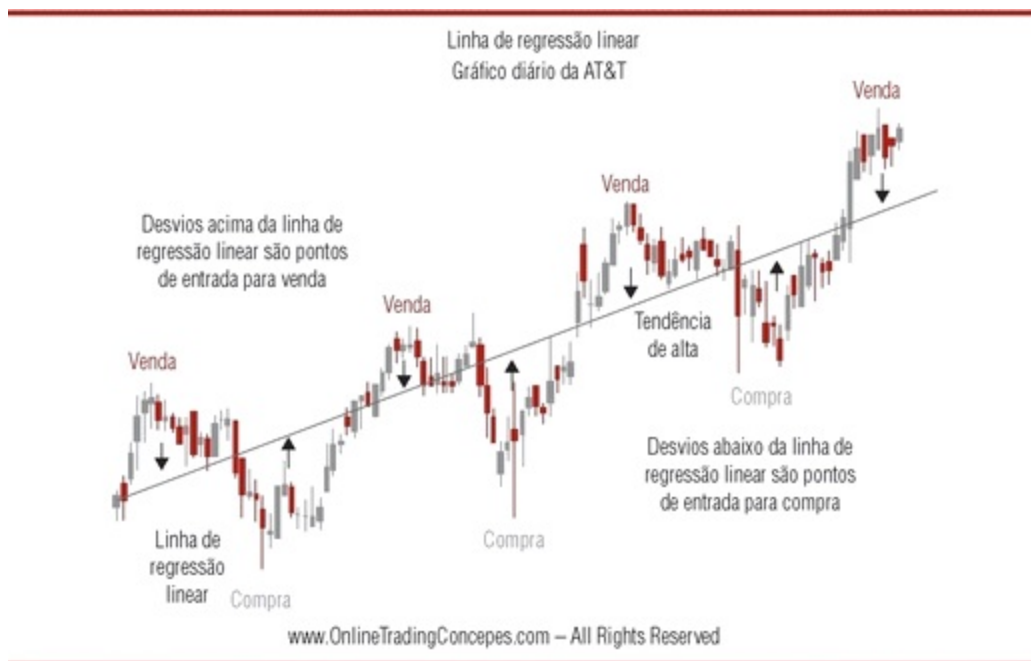 Linha de regressão linear
Gráfico diário da AT&T
Venda
Venda
Desvios acima da linha de
regressão linear são pontos
de entrada para venda
Venda
Tendência
de alta
Venda
Compra
Desvios abaixo da linha de
regressão linear são pontos
de entrada para compra
Linha de
regressão
linear
Compra
Compra
www.OnlineTradingConcepes.com – All Rights Reserved